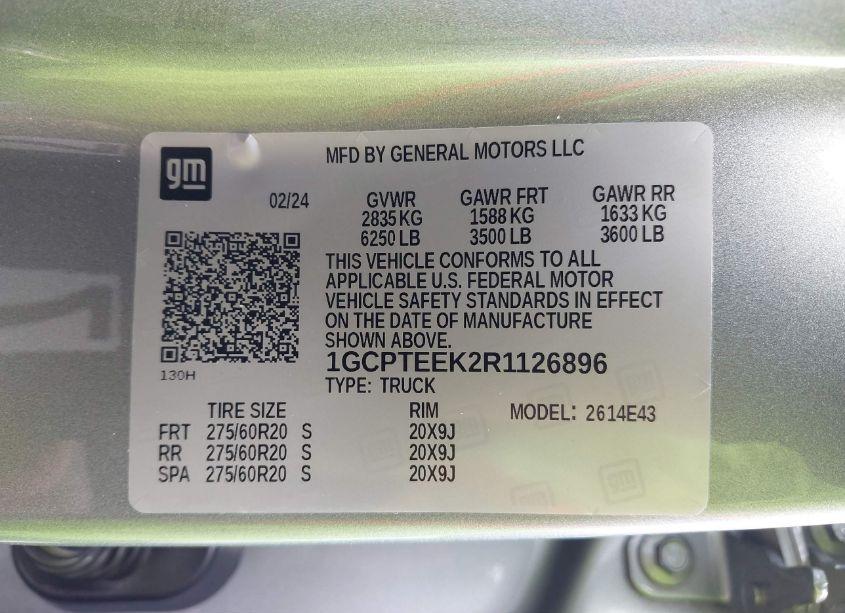 gm
MFD BY GENERAL MOTORS LLC
02/24
GVWR GAWR FRT GAWR RR
2835 KG 1588 KG 1633 KG
6250 LB 3500 LB 3600 LB
THIS VEHICLE CONFORMS TO ALL
APPLICABLE U.S. FEDERAL MOTOR
VEHICLE SAFETY STANDARDS IN EFFECT
ON THE DATE OF MANUFACTURE
SHOWN ABOVE.
130H
1GCPTEEK2R1126896
TYPE: TRUCK
TIRE SIZE RIM MODEL: 2614E43
FRT 275/60R20 S 20X9J
RR 275/60R20 S 20X9J
SPA 275/60R20 S 20X9J
gm